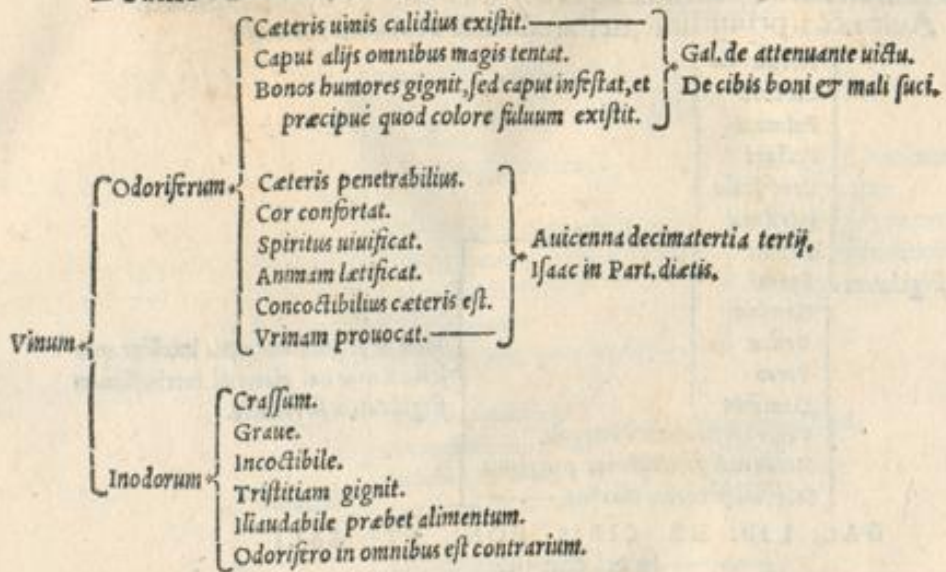 Cæteris uinis calidius exiſtit.
Caput alijs omnibus magis tentat.
Bonos humores gignit, ſed caput infeſtat, et
præcipuè quod colore fuluum exiſtit.
Gal. de attenuante uictu.
De cibis boni & mali ſuci.
Odoriferum
Cæteris penetrabilius.
Cor confortat.
Spiritus uiuificat.
Animam lætificat.
Concoctibilius cæteris eſt.
Vrinam prouocat.
Auicenna decimatertia tertij.
Iſaac in Part. diætis.
Vinum
Inodorum
Craſſum.
Graue.
Incoctibile.
Triſtitiam gignit.
Illaudabile præbet alimentum.
Odorifero in omnibus eſt contrarium.